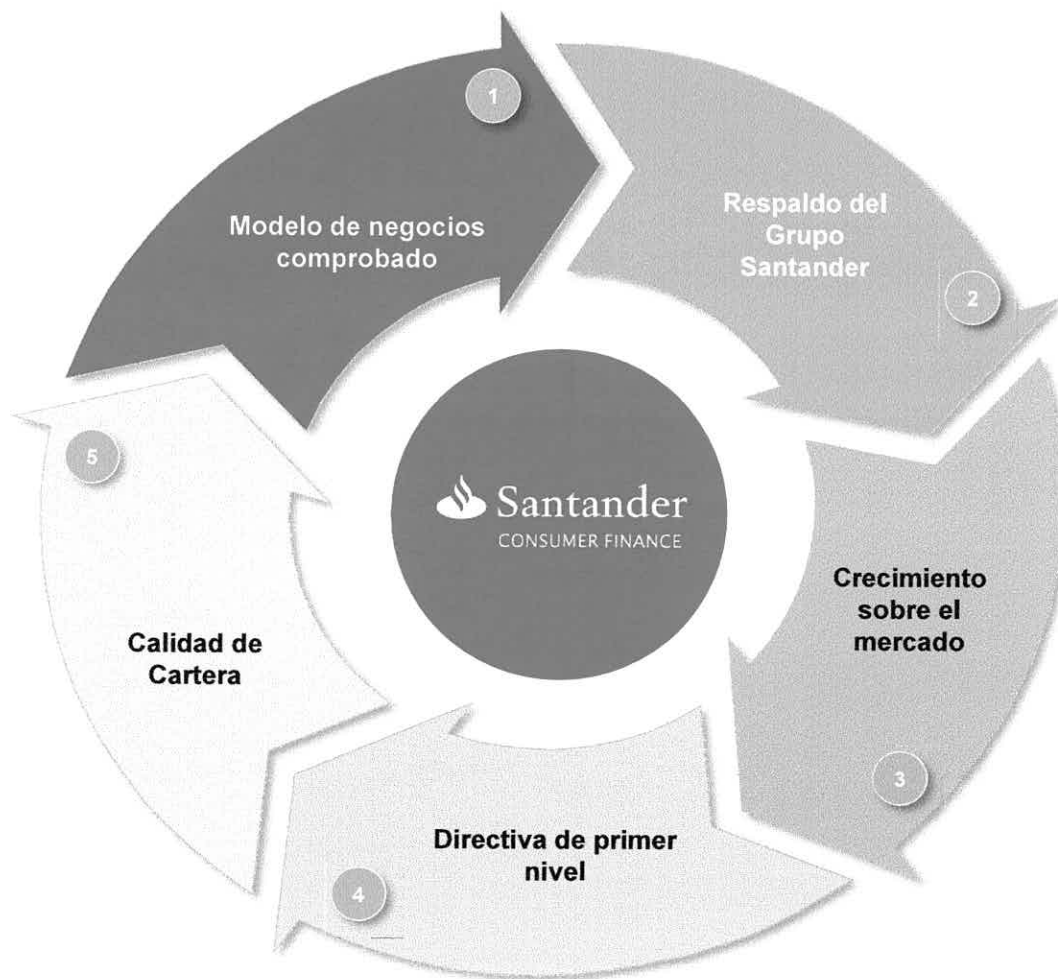 1
Modelo de negocios
comprobado
Respaldo del
Grupo
Santander
2
Crecimiento
sobre el
mercado
3
Directiva de primer
nivel
4
Calidad de
Cartera
5
Santander
CONSUMER FINANCE